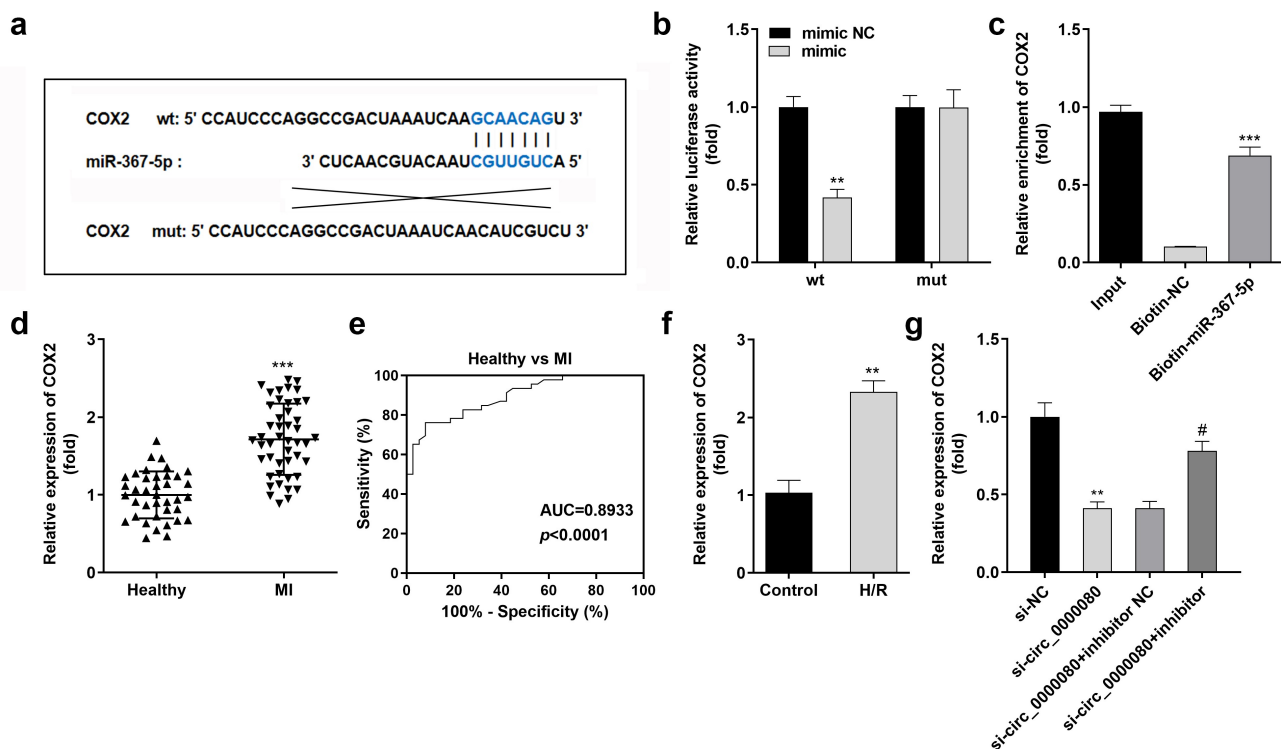 a
COX2 wt: 5' CCAUCCCAGGCCGACUAAAUCAAGCAACAGU 3'
miR-367-5p : 3' CUCAACGUACAAUCGUUGUCA 5'
COX2 mut: 5' CCAUCCCAGGCCGACUAAAUCAACAUCGUCU 3'
b
mimic NC
mimic
Relative luciferase activity
(fold)
1.5
1.0
0.5
0.0
**
wt mut
c
Relative enrichment of COX2
(fold)
1.5
1.0
0.5
0.0
***
Input
Biotin-NC
Biotin-miR-367-5p
d
Relative expression of COX2
(fold)
3
2
1
0
***
Healthy MI
e
Healthy vs MI
Sensitivity (%)
100
80
60
40
20
0
AUC=0.8933
p<0.0001
0 20 40 60 80 100
100% - Specificity (%)
f
Relative expression of COX2
(fold)
3
2
1
0
**
Control H/R
g
Relative expression of COX2
(fold)
1.5
1.0
0.5
0.0
**
#
si-NC
si-circ_0000080
si-circ_0000080+inhibitor NC
si-circ_0000080+inhibitor